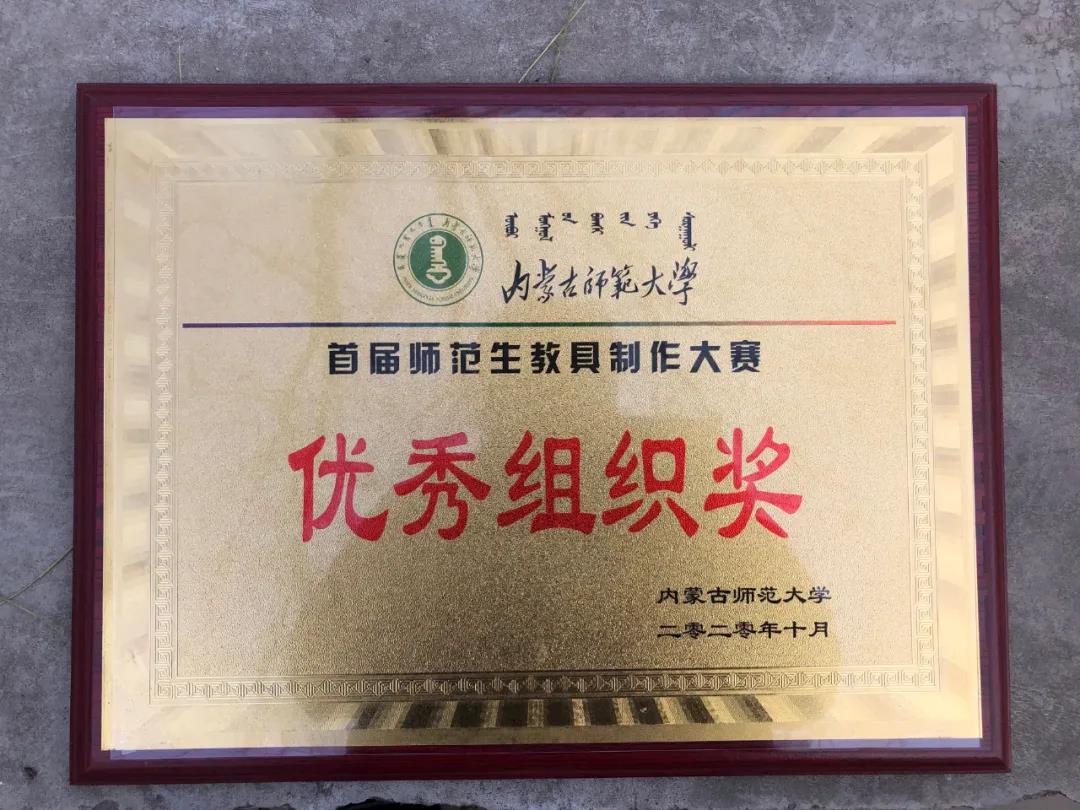 内蒙古师范大学
首届师范生教具制作大赛
优秀组织奖
内蒙古师范大学
二零二零年十月